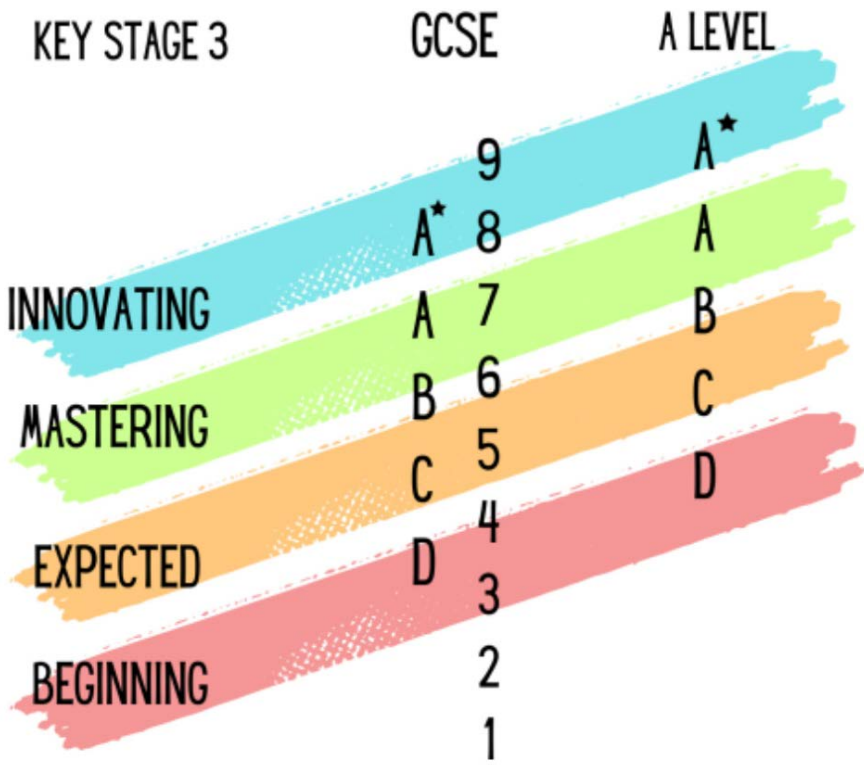 KEY STAGE 3 GCSE A LEVEL
9 A*
A* 8 A
INNOVATING A 7 B
B 6
MASTERING C
5
C D
4
EXPECTED D
3
BEGINNING 2
1